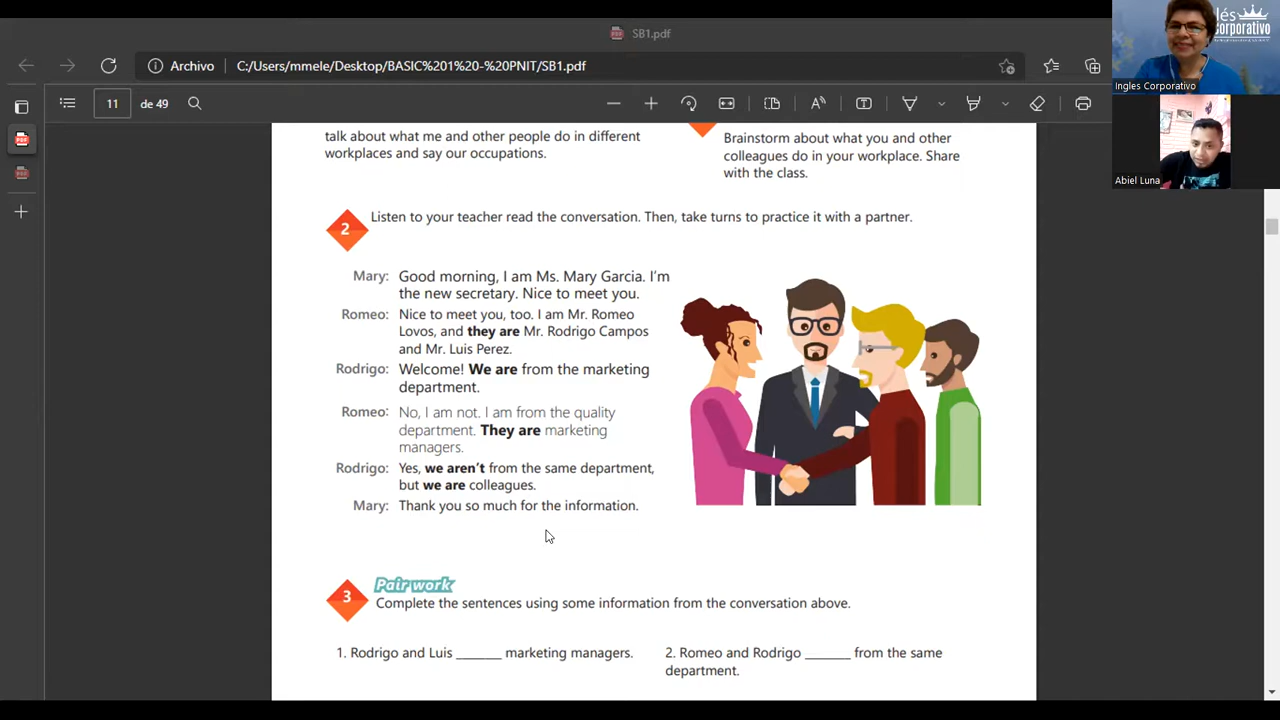 SB1.pdf
Archivo C:/Users/mmele/Desktop/BASIC%201%20-%20PNIT/SB1.pdf
11 de 49
lés
Corporativo
Ingles Corporativo
Abiel Luna
talk about what me and other people do in different
workplaces and say our occupations.
Brainstorm about what you and other
colleagues do in your workplace. Share
with the class.
2 Listen to your teacher read the conversation. Then, take turns to practice it with a partner.
Mary: Good morning, I am Ms. Mary Garcia. I'm
the new secretary. Nice to meet you.
Romeo: Nice to meet you, too. I am Mr. Romeo
Lovos, and they are Mr. Rodrigo Campos
and Mr. Luis Perez.
Rodrigo: Welcome! We are from the marketing
department.
Romeo: No, I am not. I am from the quality
department. They are marketing
managers.
Rodrigo: Yes, we aren't from the same department,
but we are colleagues.
Mary: Thank you so much for the information.
Pair work
3 Complete the sentences using some information from the conversation above.
1. Rodrigo and Luis ______ marketing managers.
2. Romeo and Rodrigo ______ from the same
department.